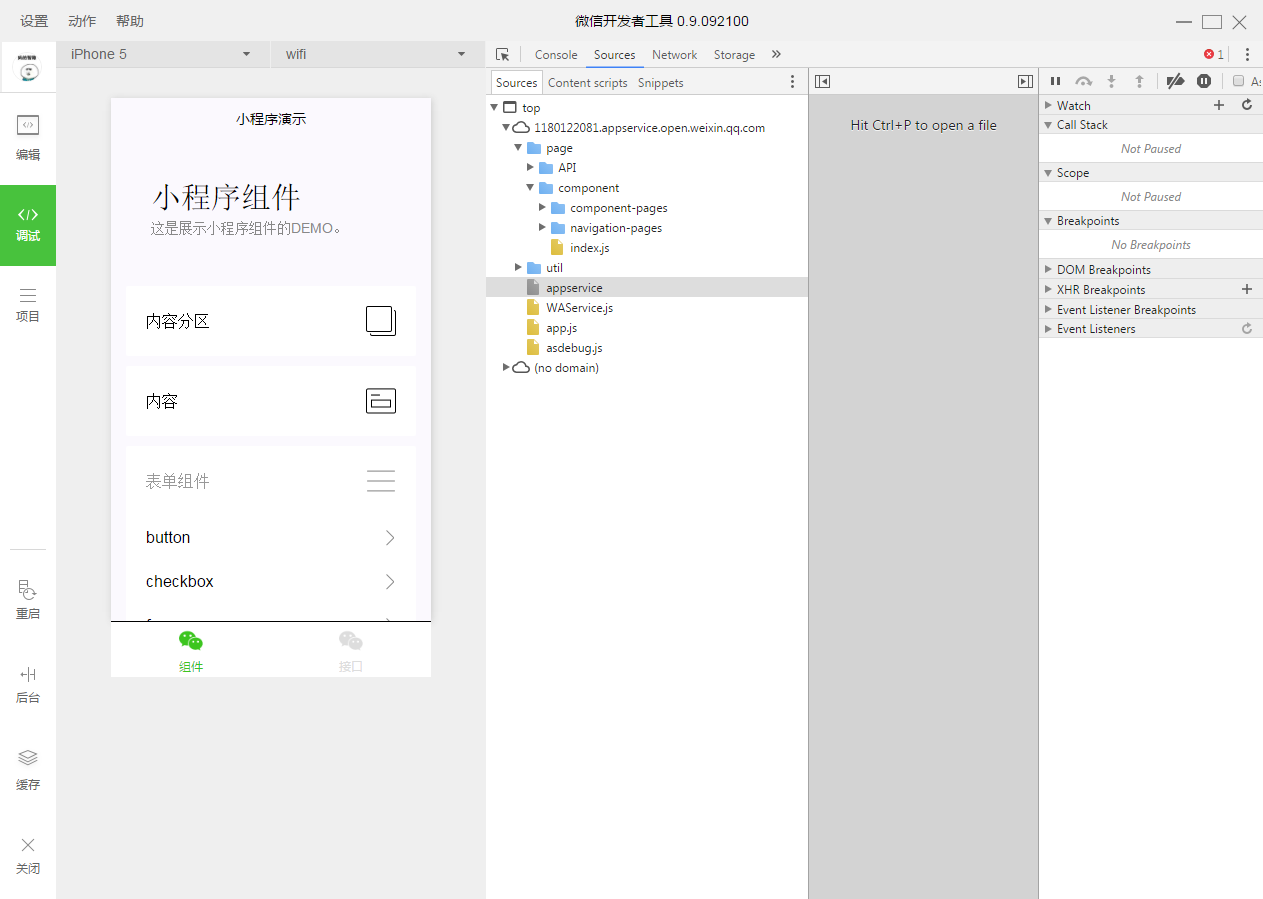 设置 动作 帮助
微信开发者工具 0.9.092100
iPhone 5
wifi
Console Sources Network Storage »
1
编辑
调试
项目
重启
后台
缓存
关闭
小程序演示
小程序组件
这是展示小程序组件的DEMO。
内容分区
内容
表单组件
button
checkbox
组件
接口
Sources Content scripts Snippets
top
1180122081.appservice.open.weixin.qq.com
page
API
component
component-pages
navigation-pages
index.js
util
appservice
WAService.js
app.js
asdebug.js
(no domain)
Hit Ctrl+P to open a file
Watch
Call Stack
Not Paused
Scope
Not Paused
Breakpoints
No Breakpoints
DOM Breakpoints
XHR Breakpoints
Event Listener Breakpoints
Event Listeners